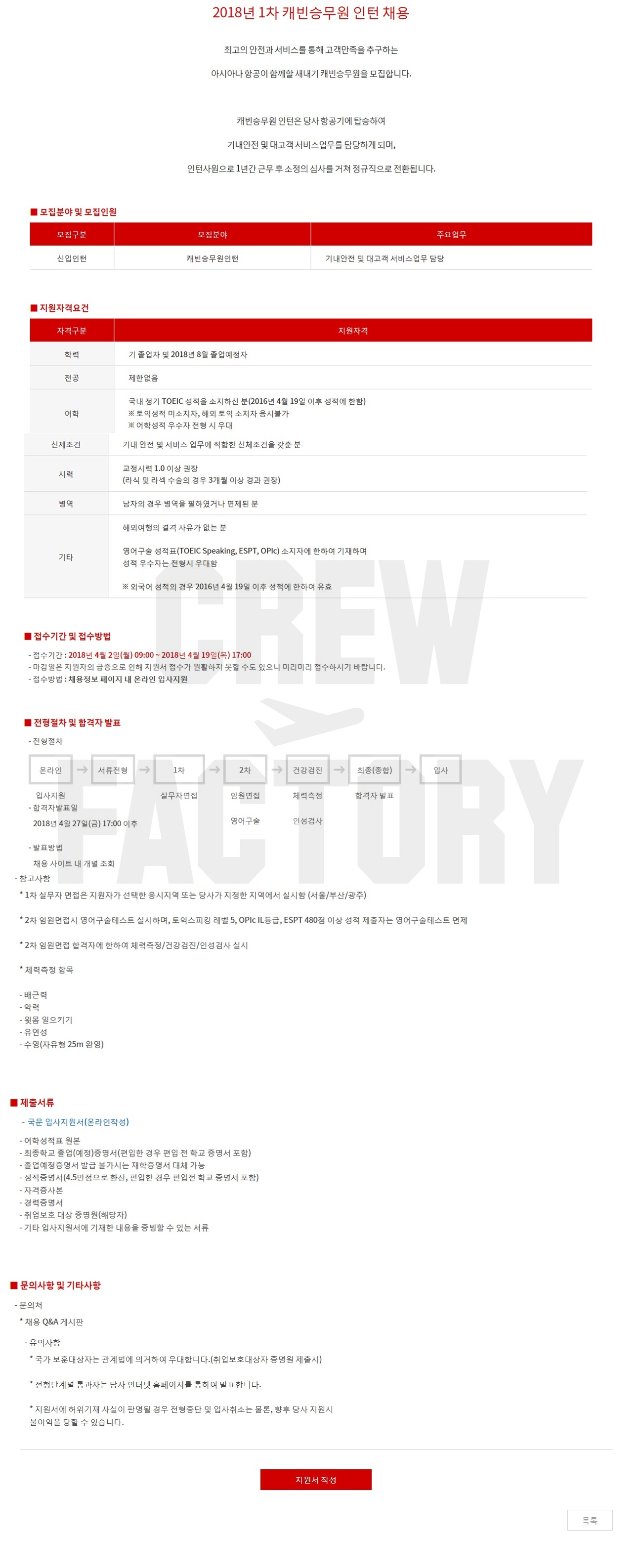 2018년 1차 캐빈승무원 인턴 채용
최고의 안전과 서비스를 통해 고객만족을 추구하는
아시아나 항공이 함께할 새내기 캐빈승무원을 모집합니다.
캐빈승무원 인턴은 당사 항공기에 탑승하여
기내안전 및 대고객 서비스업무를 담당하게 되며,
인턴사원으로 1년간 근무 후 소정의 심사를 거쳐 정규직으로 전환됩니다.
■ 모집분야 및 모집인원
모집구분 모집분야 주요업무
신입인턴 캐빈승무원인턴 기내안전 및 대고객 서비스업무 담당
■ 지원자격요건
자격구분 지원자격
학력 기 졸업자 및 2018년 8월 졸업예정자
전공 제한없음
국내 정기 TOEIC 성적을 소지하신 분(2016년 4월 19일 이후 성적에 한함)
어학 ※ 토익성적 미소지자, 해외 토익 소지자 응시불가
※ 어학성적 우수자 전형 시 우대
신체조건 기내 안전 및 서비스 업무에 적합한 신체조건을 갖춘 분
시력 교정시력 1.0 이상 권장
(라식 및 라섹 수술의 경우 3개월 이상 경과 권장)
병역 남자의 경우 병역을 필하였거나 면제된 분
해외여행의 결격 사유가 없는 분
기타 영어구술 성적표(TOEIC Speaking, ESPT, OPIc) 소지자에 한하여 기재하며
성적 우수자는 전형시 우대함
※ 외국어 성적의 경우 2016년 4월 19일 이후 성적에 한하여 유효
CREW
FACTORY
■ 접수기간 및 접수방법
- 접수기간 : 2018년 4월 2일(월) 09:00 ~ 2018년 4월 19일(목) 17:00
- 마감일은 지원자의 급증으로 인해 지원서 접수가 원활하지 못할 수도 있으니 미리미리 접수하시기 바랍니다.
- 접수방법 : 채용정보 페이지 내 온라인 입사지원
■ 전형절차 및 합격자 발표
- 전형절차
온라인 → 서류전형 → 1차 → 2차 → 건강검진 → 최종(종합) → 입사
입사지원 실무자면접 임원면접 체력측정 합격자 발표
영어구술 인성검사
- 합격자발표일
2018년 4월 27일(금) 17:00 이후
- 발표방법
채용 사이트 내 개별 조회
- 참고사항
* 1차 실무자 면접은 지원자가 선택한 응시지역 또는 당사가 지정한 지역에서 실시함 (서울/부산/광주)
* 2차 임원면접시 영어구술테스트 실시하며, 토익스피킹 레벨 5, OPIc IL등급, ESPT 480점 이상 성적 제출자는 영어구술테스트 면제
* 2차 임원면접 합격자에 한하여 체력측정/건강검진/인성검사 실시
* 체력측정 항목
- 배근력
- 악력
- 윗몸 일으키기
- 유연성
- 수영(자유형 25m 완영)
■ 제출서류
- 국문 입사지원서(온라인작성)
- 어학성적표 원본
- 최종학교 졸업(예정)증명서(편입한 경우 편입 전 학교 증명서 포함)
- 졸업예정증명서 발급 불가시는 재학증명서 대체 가능
- 성적증명서(4.5만점으로 환산, 편입한 경우 편입전 학교 증명서 포함)
- 자격증사본
- 경력증명서
- 취업보호 대상 증명원(해당자)
- 기타 입사지원서에 기재한 내용을 증빙할 수 있는 서류
■ 문의사항 및 기타사항
- 문의처
* 채용 Q&A 게시판
- 유의사항
* 국가 보훈대상자는 관계법에 의거하여 우대합니다.(취업보호대상자 증명원 제출시)
* 전형단계별 통과자는 당사 인터넷 홈페이지를 통하여 발표합니다.
* 지원서에 허위기재 사실이 판명될 경우 전형중단 및 입사취소는 물론, 향후 당사 지원시
불이익을 당할 수 있습니다.
지원서 작성
목록